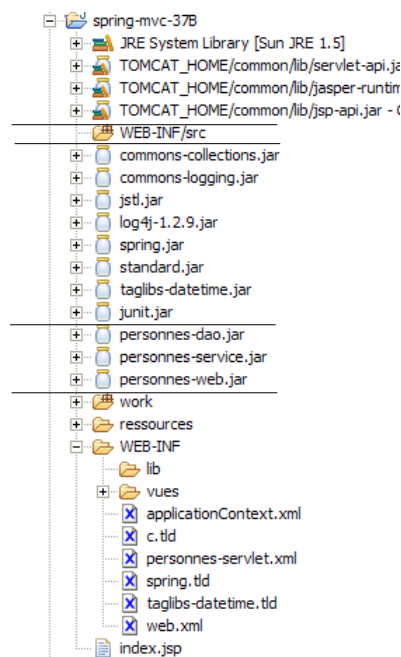 spring-mvc-37B
JRE System Library [Sun JRE 1.5]
TOMCAT_HOME/common/lib/servlet-api.ja
TOMCAT_HOME/common/lib/jasper-runtim
TOMCAT_HOME/common/lib/jsp-api.jar - C
WEB-INF/src
commons-collections.jar
commons-logging.jar
jstl.jar
log4j-1.2.9.jar
spring.jar
standard.jar
taglibs-datetime.jar
junit.jar
personnes-dao.jar
personnes-service.jar
personnes-web.jar
work
ressources
WEB-INF
lib
vues
applicationContext.xml
c.tld
personnes-servlet.xml
spring.tld
taglibs-datetime.tld
web.xml
index.jsp